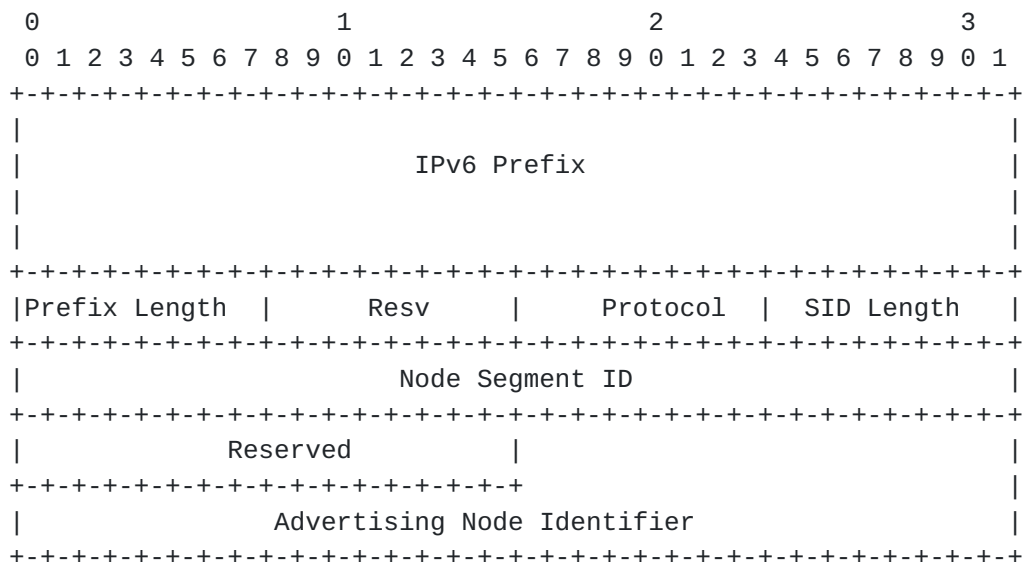 0                   1                   2                   3
 0 1 2 3 4 5 6 7 8 9 0 1 2 3 4 5 6 7 8 9 0 1 2 3 4 5 6 7 8 9 0 1
+-+-+-+-+-+-+-+-+-+-+-+-+-+-+-+-+-+-+-+-+-+-+-+-+-+-+-+-+-+-+-+-+
|                                                               |
|                         IPv6 Prefix                           |
|                                                               |
|                                                               |
+-+-+-+-+-+-+-+-+-+-+-+-+-+-+-+-+-+-+-+-+-+-+-+-+-+-+-+-+-+-+-+-+
|Prefix Length  |      Resv     |     Protocol  |  SID Length   |
+-+-+-+-+-+-+-+-+-+-+-+-+-+-+-+-+-+-+-+-+-+-+-+-+-+-+-+-+-+-+-+-+
|                        Node Segment ID                        |
+-+-+-+-+-+-+-+-+-+-+-+-+-+-+-+-+-+-+-+-+-+-+-+-+-+-+-+-+-+-+-+-+
|             Reserved          |                               |
+-+-+-+-+-+-+-+-+-+-+-+-+-+-+-+-+                               |
|                Advertising Node Identifier                    |
+-+-+-+-+-+-+-+-+-+-+-+-+-+-+-+-+-+-+-+-+-+-+-+-+-+-+-+-+-+-+-+-+